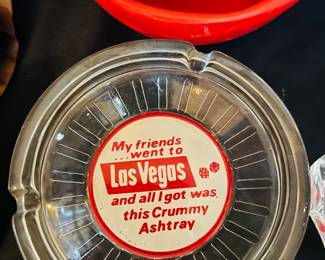 My friends
...went to
Las Vegas
and all I got was
this Crummy
Ashtray